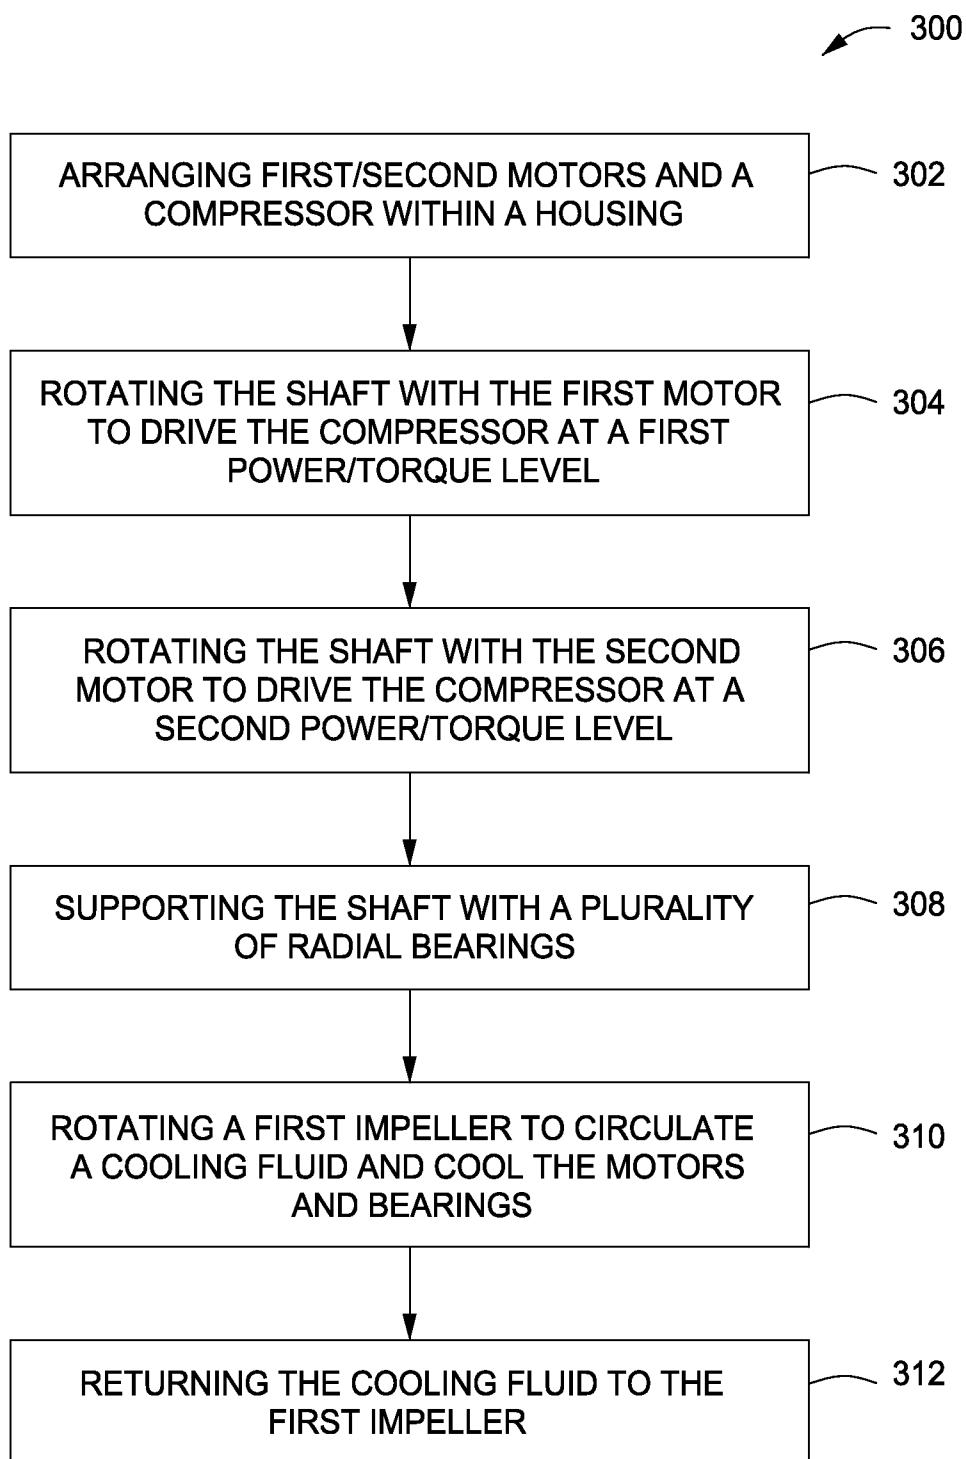 300
ARRANGING FIRST/SECOND MOTORS AND A
COMPRESSOR WITHIN A HOUSING
302
ROTATING THE SHAFT WITH THE FIRST MOTOR
TO DRIVE THE COMPRESSOR AT A FIRST
POWER/TORQUE LEVEL
304
ROTATING THE SHAFT WITH THE SECOND
MOTOR TO DRIVE THE COMPRESSOR AT A
SECOND POWER/TORQUE LEVEL
306
SUPPORTING THE SHAFT WITH A PLURALITY
OF RADIAL BEARINGS
308
ROTATING A FIRST IMPELLER TO CIRCULATE
A COOLING FLUID AND COOL THE MOTORS
AND BEARINGS
310
RETURNING THE COOLING FLUID TO THE
FIRST IMPELLER
312